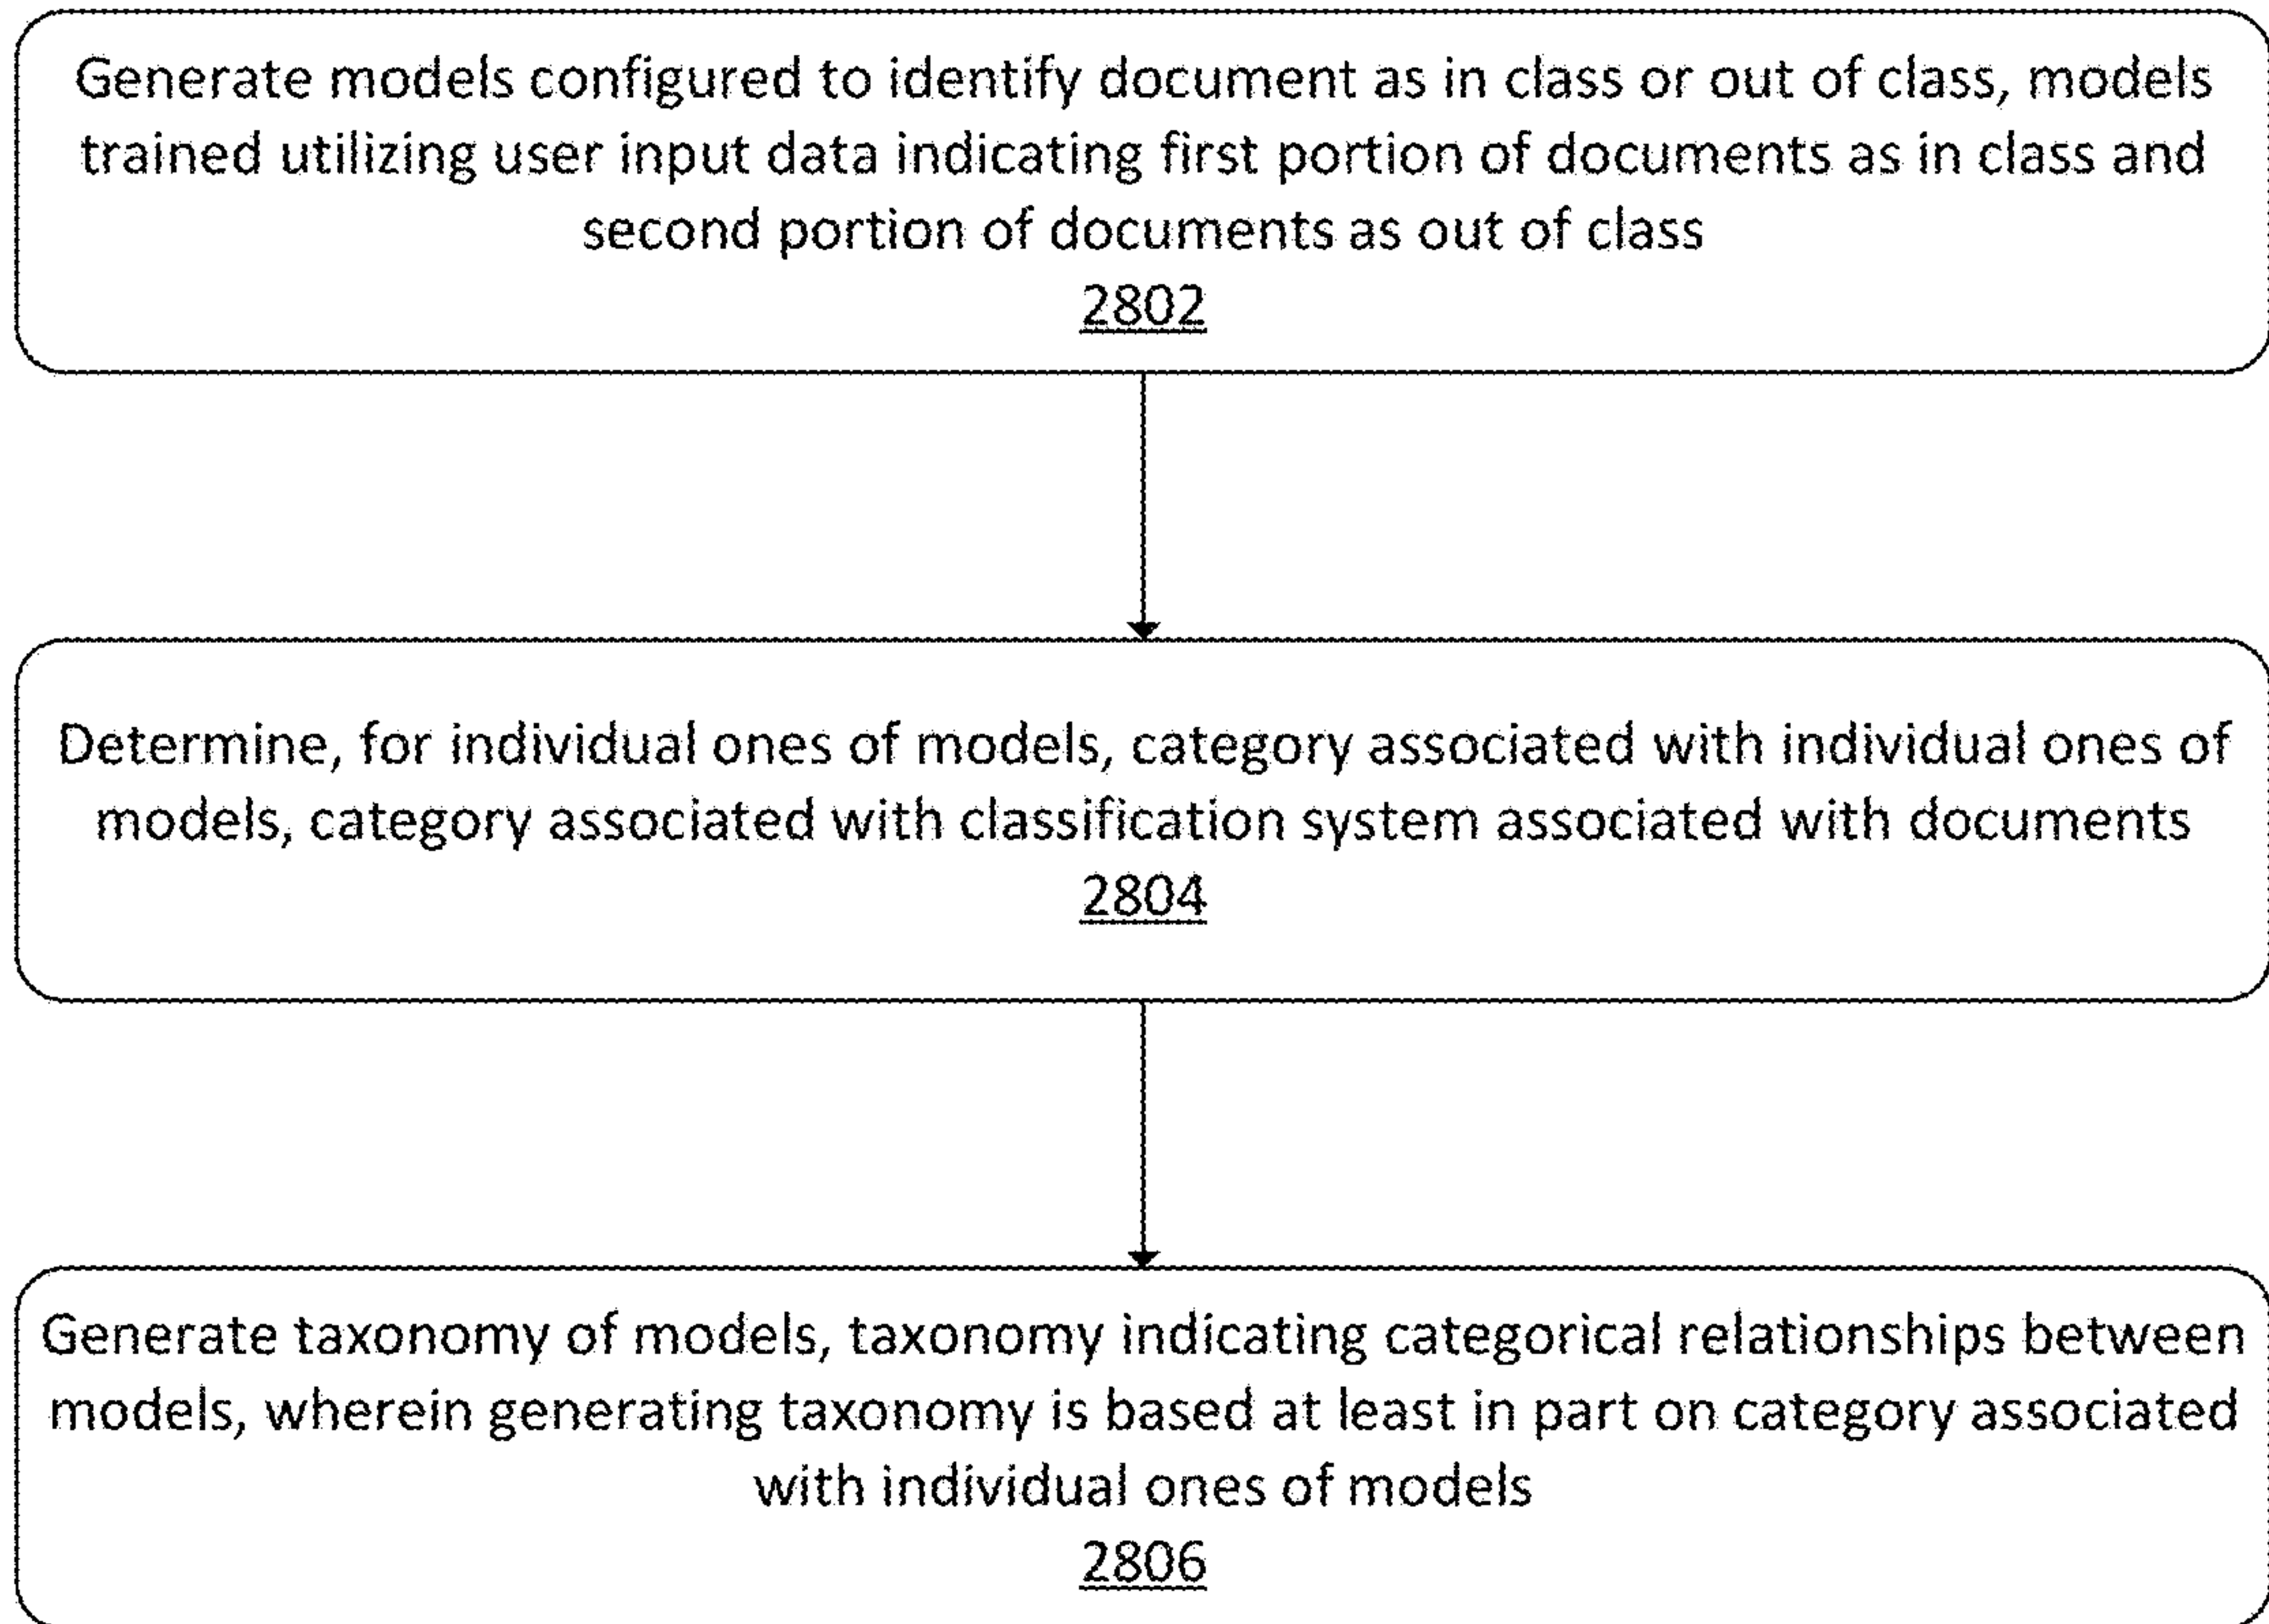 Generate models configured to identify document as in class or out of class, models
trained utilizing user input data indicating first portion of documents as in class and
second portion of documents as out of class
2802
Determine, for individual ones of models, category associated with individual ones of
models, category associated with classification system associated with documents
2804
Generate taxonomy of models, taxonomy indicating categorical relationships between
models, wherein generating taxonomy is based at least in part on category associated
with individual ones of models
2806